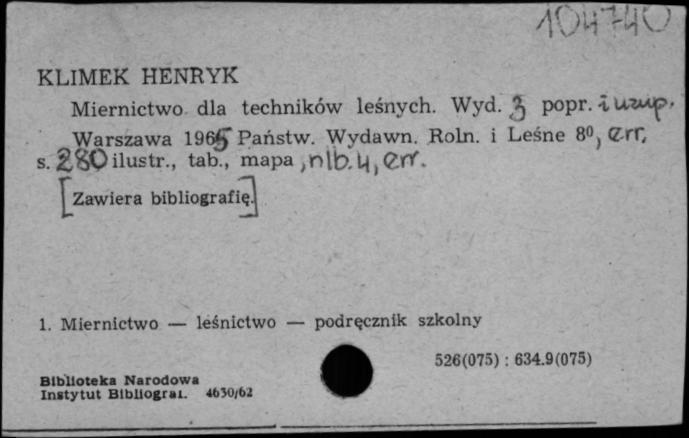 104740
KLIMEK HENRYK
Miernictwo dla techników leśnych. Wyd. 3 popr. i uzup.
Warszawa 1965 Państw. Wydawn. Roln. i Leśne 8⁰, err.
s. 280 ilustr., tab., mapa, nlb. 4, err.
[Zawiera bibliografię.]
1. Miernictwo — leśnictwo — podręcznik szkolny
526(075) : 634.9(075)
Biblioteka Narodowa
Instytut Bibliograf. 4630/62